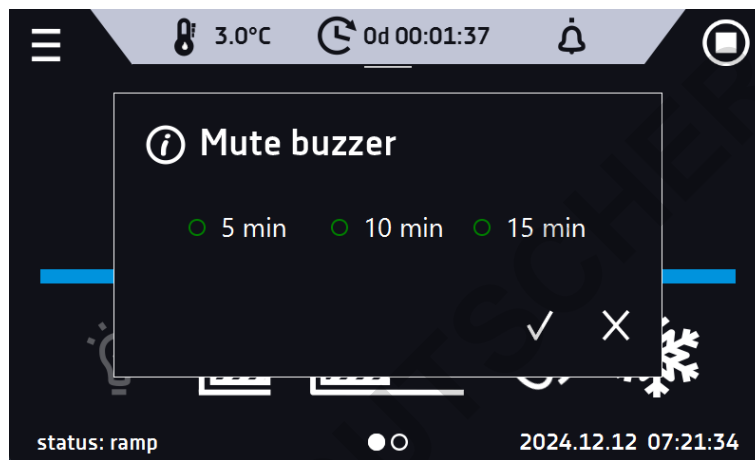 3.0°C 0d 00:01:37
Mute buzzer
5 min 10 min 15 min
status: ramp 2024.12.12 07:21:34